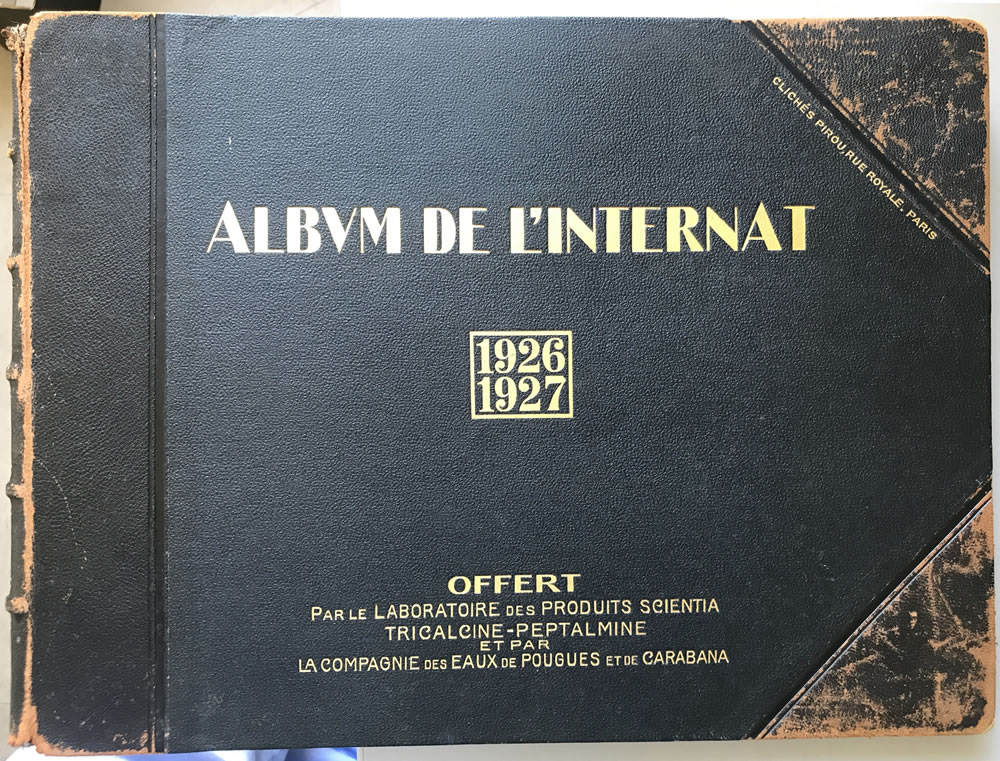 CLICHÉS PIROU, RUE ROYALE, PARIS
ALBVM DE L'INTERNAT
1926
1927
OFFERT
PAR LE LABORATOIRE DES PRODUITS SCIENTIA
TRICALCINE-PEPTALMINE
ET PAR
LA COMPAGNIE DES EAUX DE POUGUES ET DE CARABANA